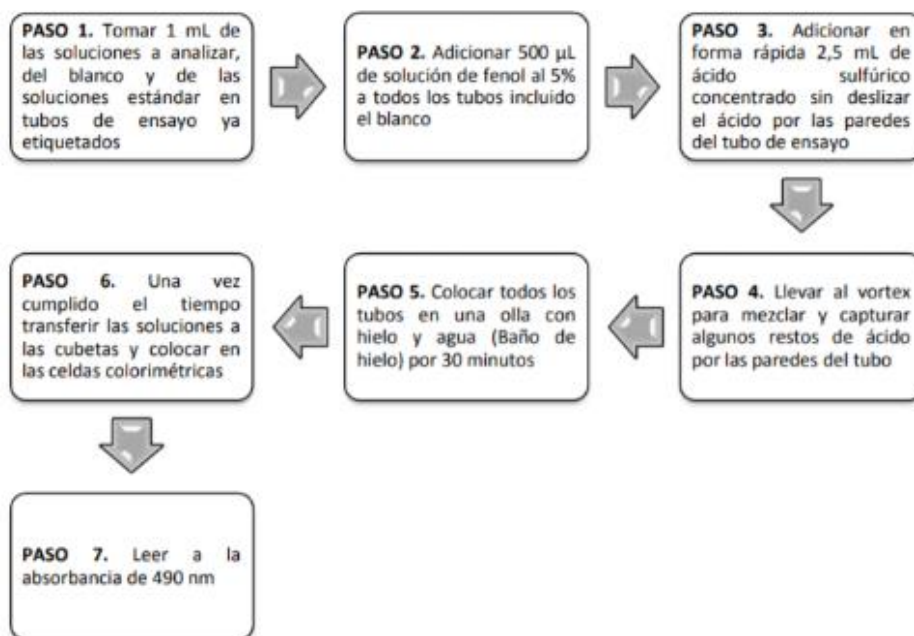 PASO 1. Tomar 1 mL de
las soluciones a analizar,
del blanco y de las
soluciones estándar en
tubos de ensayo ya
etiquetados
PASO 2. Adicionar 500 µL
de solución de fenol al 5%
a todos los tubos incluido
el blanco
PASO 3. Adicionar en
forma rápida 2,5 mL de
ácido sulfúrico
concentrado sin deslizar
el ácido por las paredes
del tubo de ensayo
PASO 4. Llevar al vortex
para mezclar y capturar
algunos restos de ácido
por las paredes del tubo
PASO 5. Colocar todos los
tubos en una olla con
hielo y agua (Baño de
hielo) por 30 minutos
PASO 6. Una vez
cumplido el tiempo
transferir las soluciones a
las cubetas y colocar en
las celdas colorimétricas
PASO 7. Leer a la
absorbancia de 490 nm